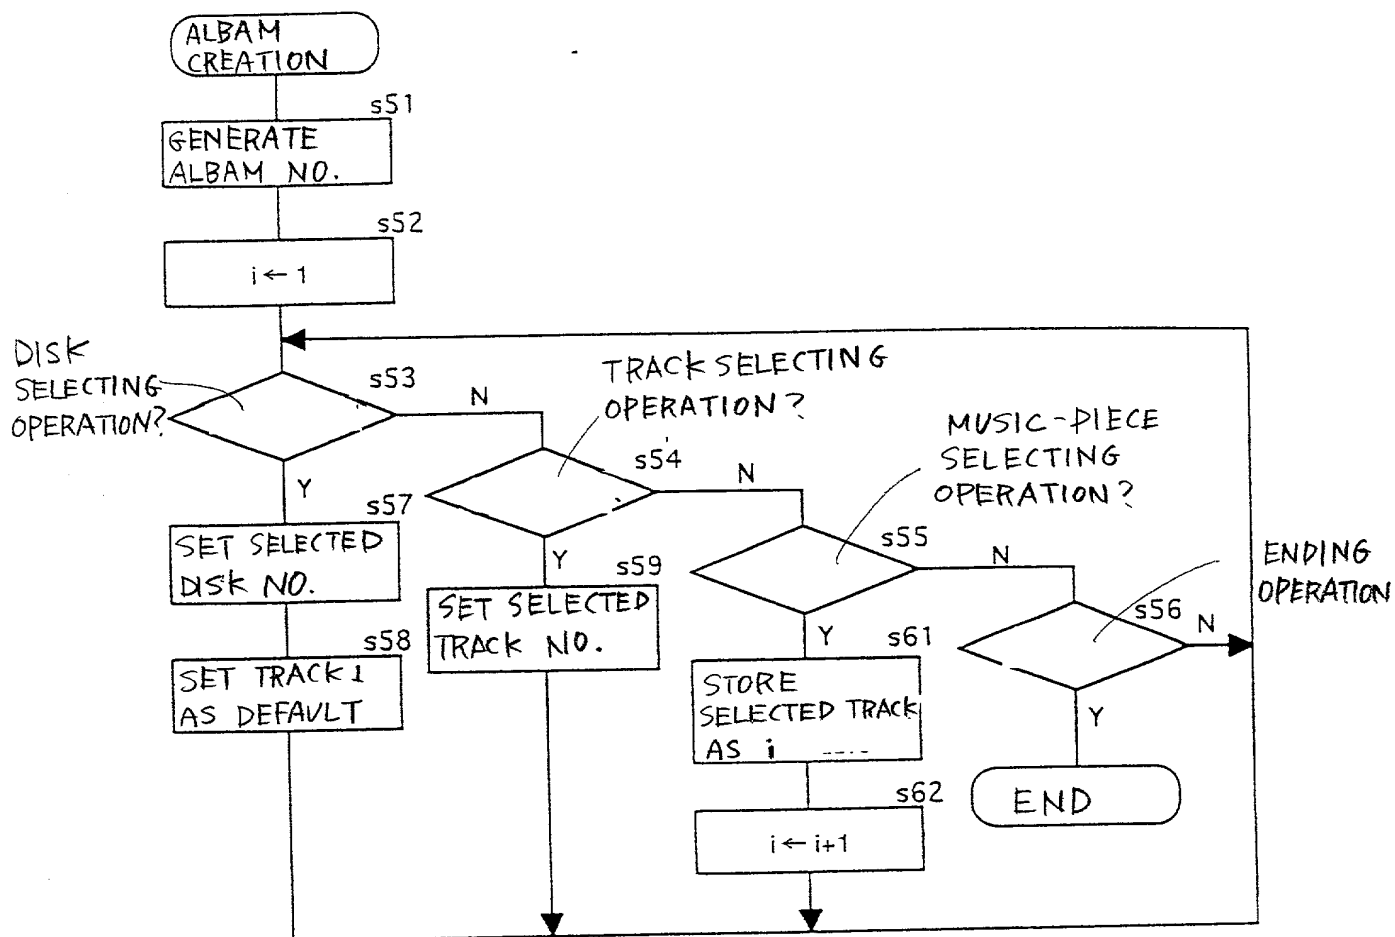 ALBAM
CREATION
s51
GENERATE
ALBAM NO.
s52
i ← 1
DISK
SELECTING
OPERATION?
s53
N
Y
TRACK SELECTING
OPERATION?
s54
N
Y
MUSIC-PIECE
SELECTING
OPERATION?
s55
N
Y
ENDING
OPERATION
s56
N
Y
s57
SET SELECTED
DISK NO.
s58
SET TRACK 1
AS DEFAULT
s59
SET SELECTED
TRACK NO.
s61
STORE
SELECTED TRACK
AS i
s62
i ← i+1
END